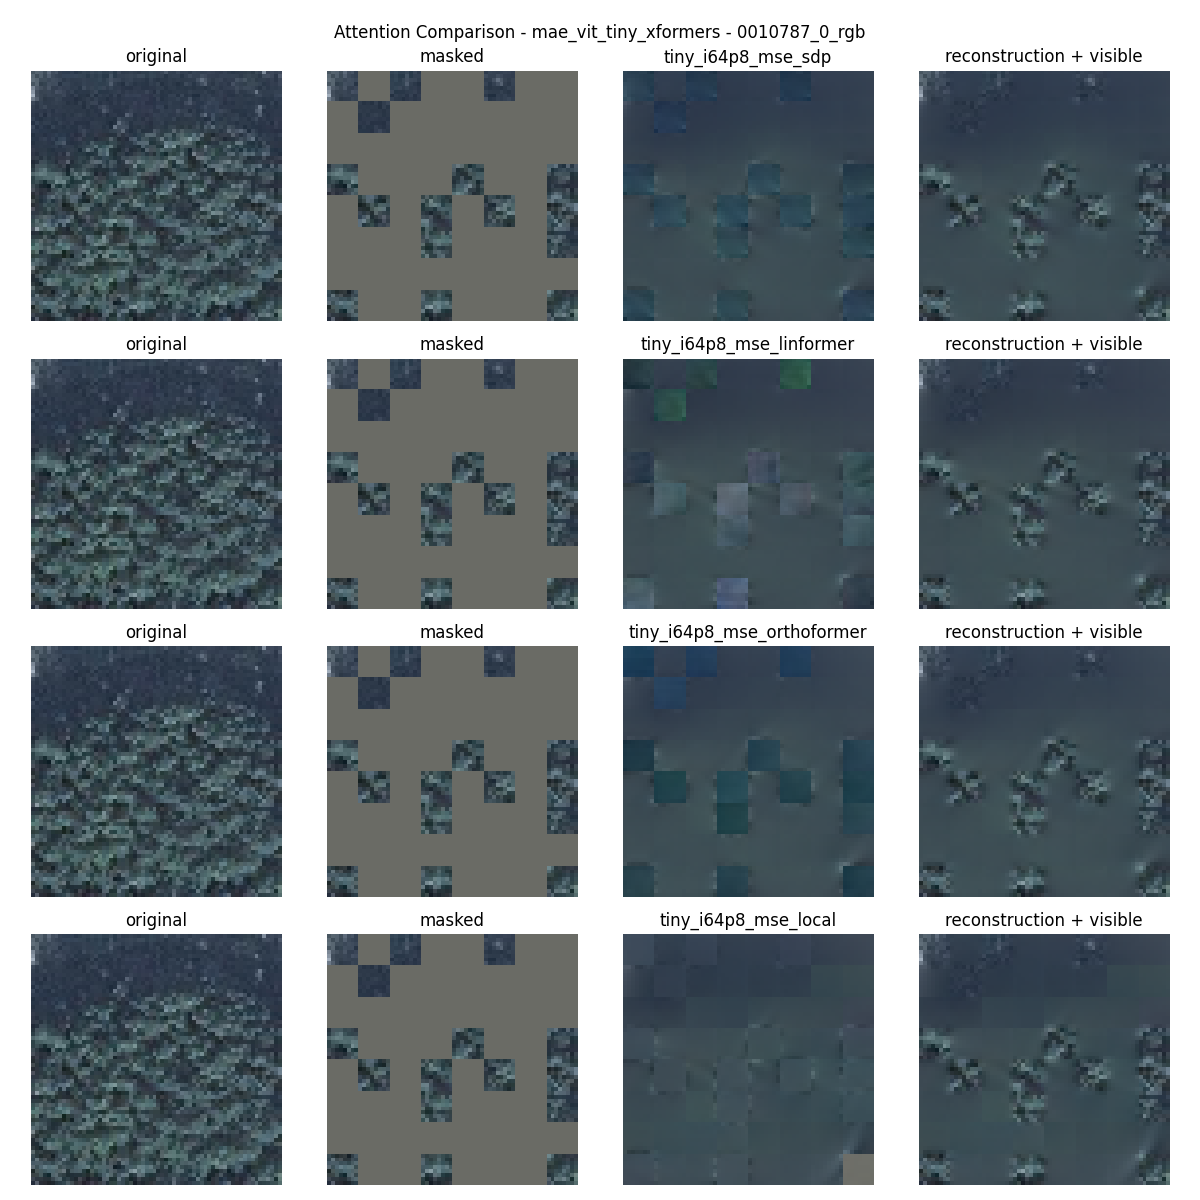 Attention Comparison - mae_vit_tiny_xformers - 0010787_0_rgb
original masked tiny_i64p8_mse_sdp reconstruction + visible
original masked tiny_i64p8_mse_linformer reconstruction + visible
original masked tiny_i64p8_mse_orthoformer reconstruction + visible
original masked tiny_i64p8_mse_local reconstruction + visible